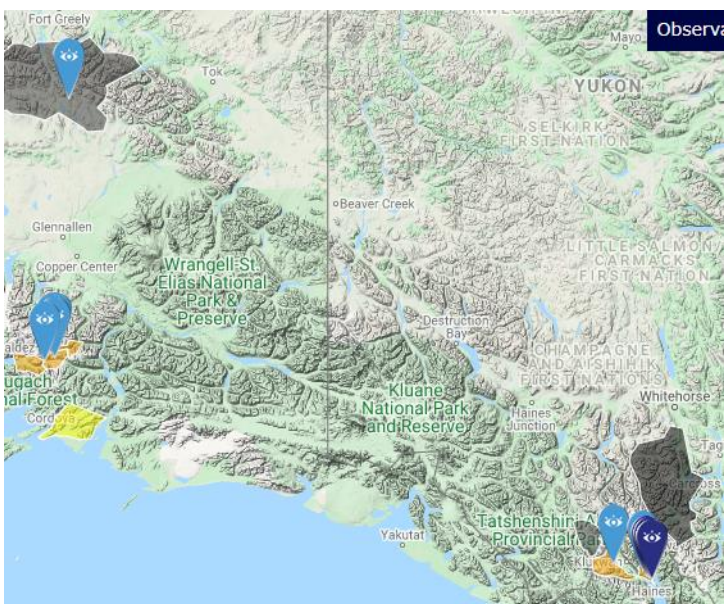 Fort Greely
Observa
Mayo
Tok
YUKON
SELKIRK
FIRST NATION
Beaver Creek
Glennallen
LITTLE SALMON
CARMACKS
FIRST NATION
Copper Center
Wrangell-St.
Elias National
Park &
Preserve
Destruction
Bay
aldez
CHAMPAGNE
AND AISHIHIK
FIRST NATIONS
ugach
nal Forest
Kluane
National Park
and Reserve
Whitehorse
Cordova
Haines
Junction
Tag
Carcross
Tatshenshini-A
Provincial Par
Yakutat
Klukwan
Haines